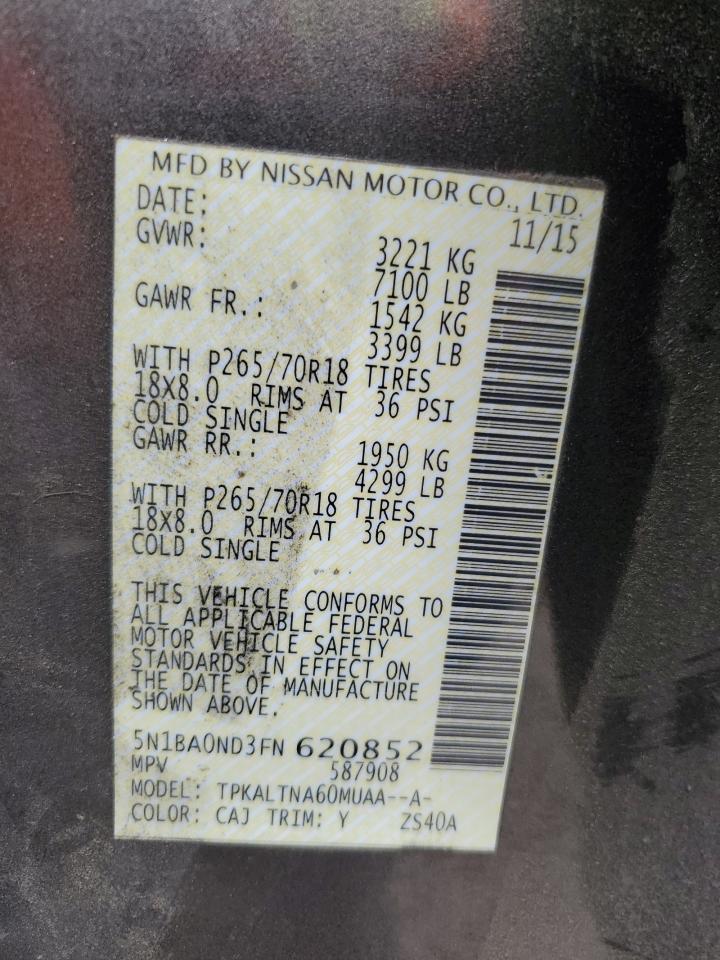 MFD BY NISSAN MOTOR CO., LTD.
DATE: 11/15
GVWR: 3221 KG
7100 LB
GAWR FR.: 1542 KG
3399 LB
WITH P265/70R18 TIRES
18X8.0 RIMS AT 36 PSI
COLD SINGLE
GAWR RR.: 1950 KG
4299 LB
WITH P265/70R18 TIRES
18X8.0 RIMS AT 36 PSI
COLD SINGLE
THIS VEHICLE CONFORMS TO
ALL APPLICABLE FEDERAL
MOTOR VEHICLE SAFETY
STANDARDS IN EFFECT ON
THE DATE OF MANUFACTURE
SHOWN ABOVE.
5N1BA0ND3FN 620852
MPV 587908
MODEL: TPKALTNA60MUAA--A-
COLOR: CAJ TRIM: Y ZS40A